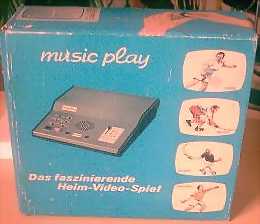 music play
Das faszinierende
Heim-Video-Spiel